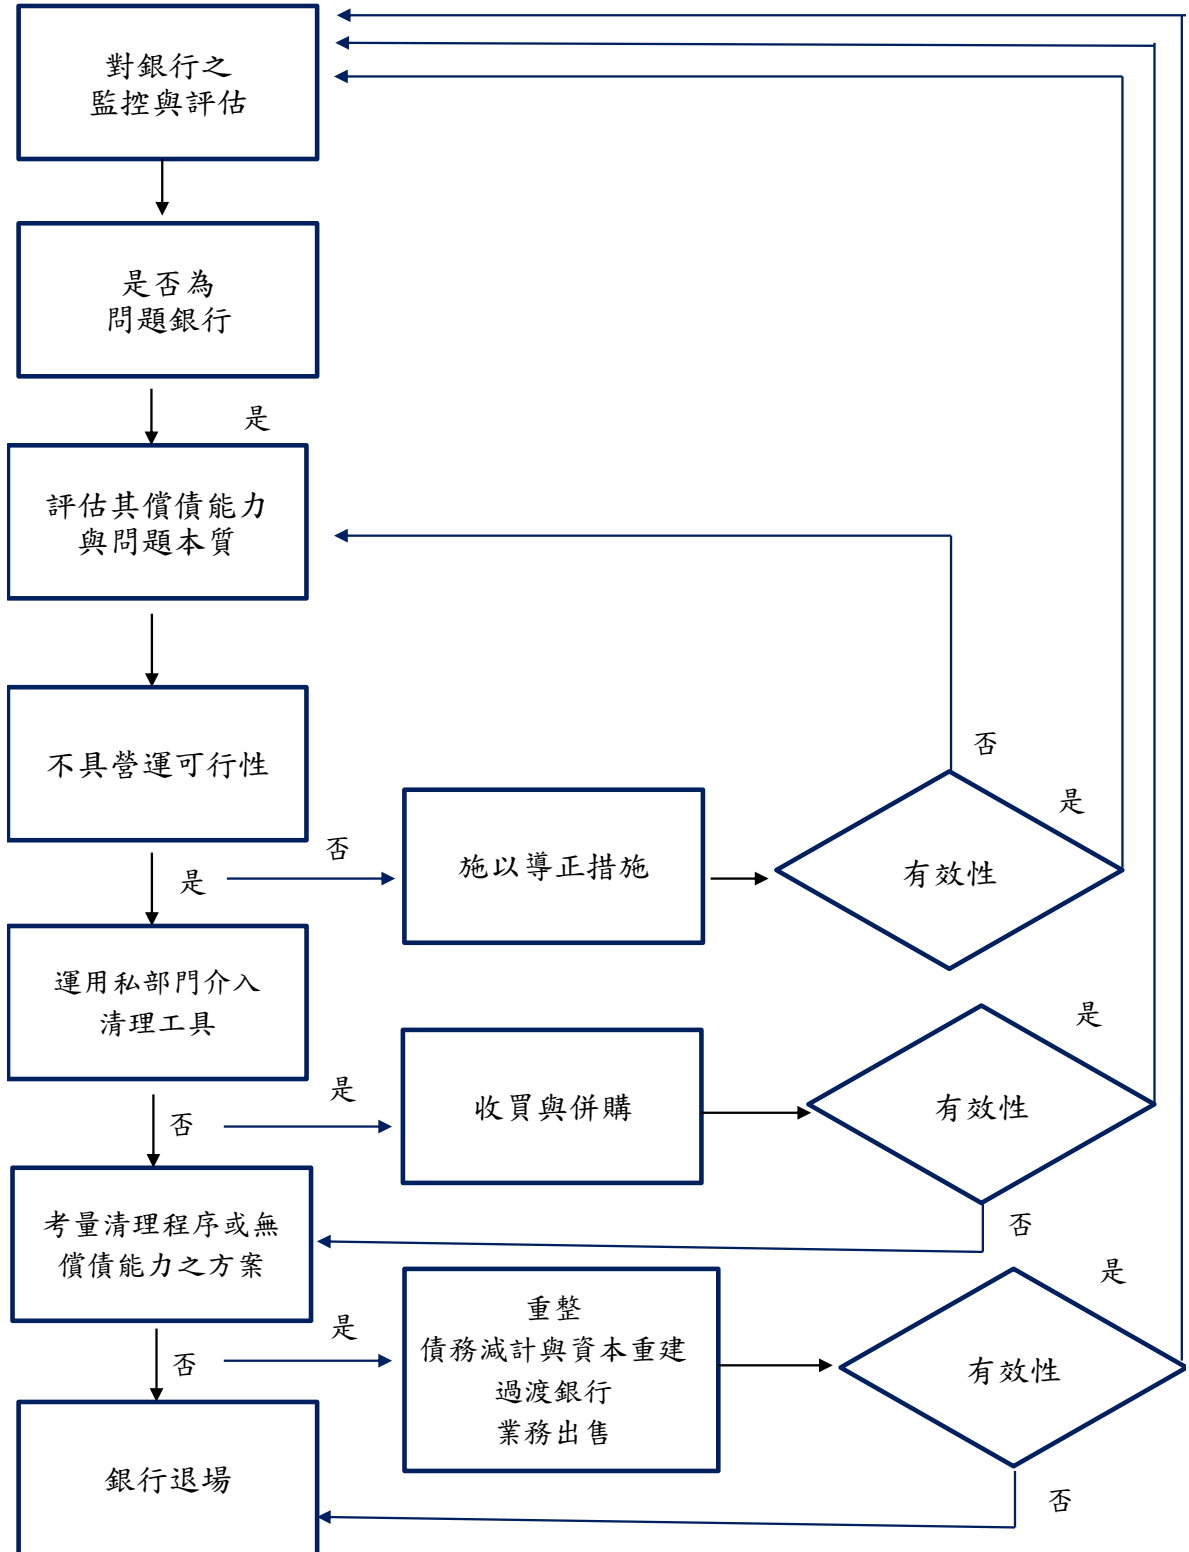 對銀行之
監控與評估
是否為
問題銀行
是
評估其償債能力
與問題本質
不具營運可行性
否
是
施以導正措施
有效性
否
是
運用私部門介入
清理工具
是
否
收買與併購
有效性
是
否
考量清理程序或無
償債能力之方案
是
否
重整
債務減計與資本重建
過渡銀行
業務出售
有效性
是
否
銀行退場